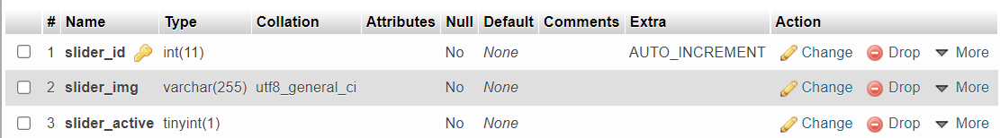 # Name Type Collation Attributes Null Default Comments Extra Action
1 slider_id int(11) No None AUTO_INCREMENT Change Drop More
2 slider_img varchar(255) utf8_general_ci No None Change Drop More
3 slider_active tinyint(1) No None Change Drop More